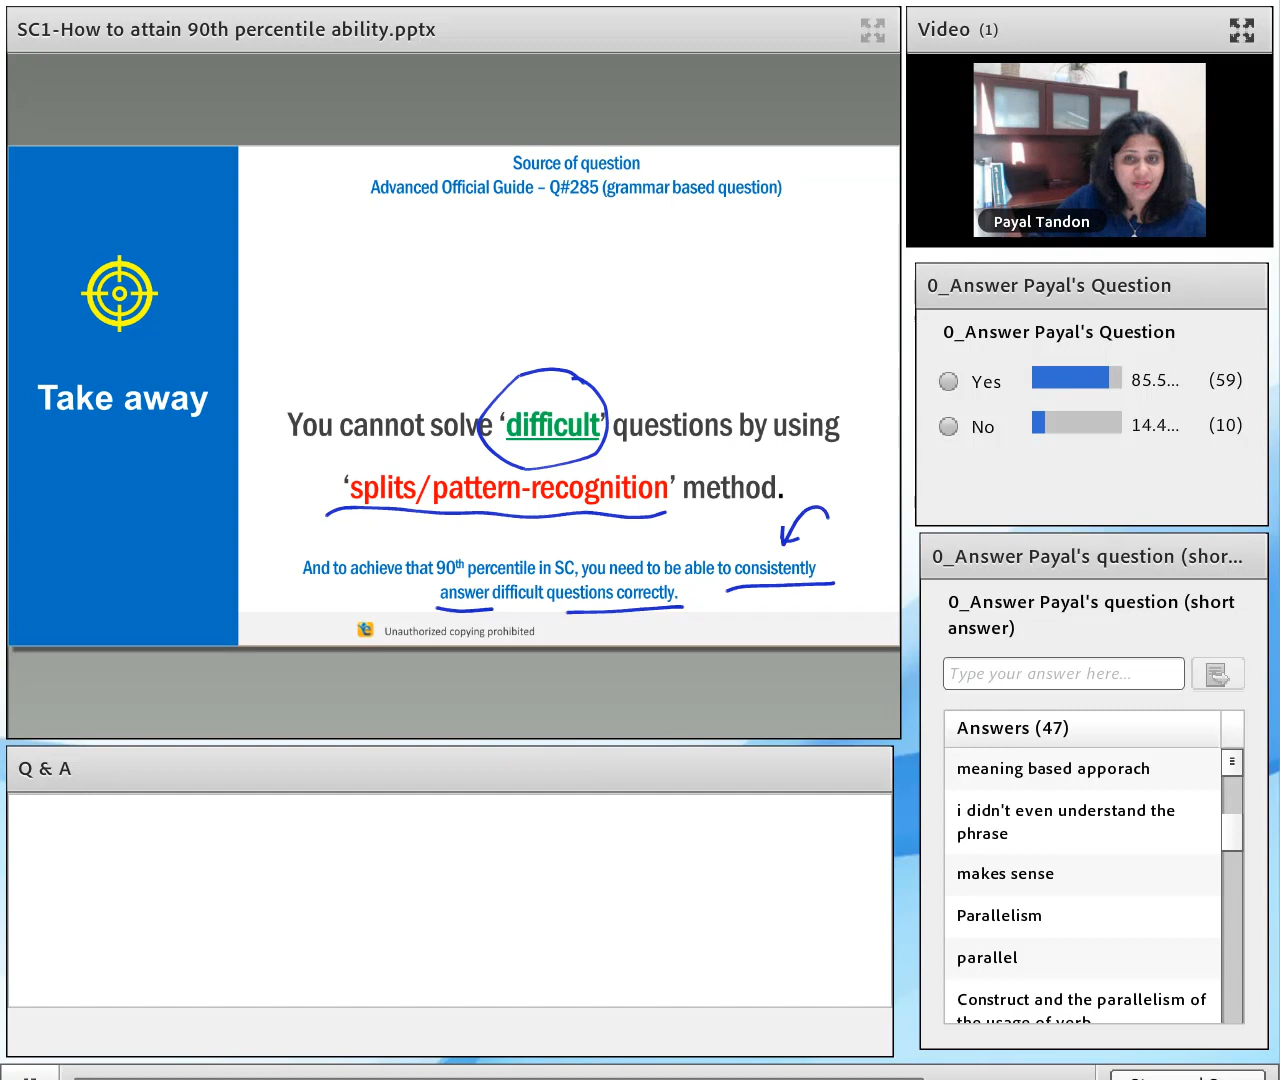 SC1-How to attain 90th percentile ability.pptx
Source of question
Advanced Official Guide – Q#285 (grammar based question)
Take away
You cannot solve ‘difficult’ questions by using
‘splits/pattern-recognition’ method.
And to achieve that 90th percentile in SC, you need to be able to consistently
answer difficult questions correctly.
Unauthorized copying prohibited
Q & A
Video (1)
Payal Tandon
0_Answer Payal's Question
0_Answer Payal's Question
Yes 85.5... (59)
No 14.4... (10)
0_Answer Payal's question (shor...
0_Answer Payal's question (short
answer)
Type your answer here...
Answers (47)
meaning based apporach
i didn't even understand the
phrase
makes sense
Parallelism
parallel
Construct and the parallelism of
the usage of verb